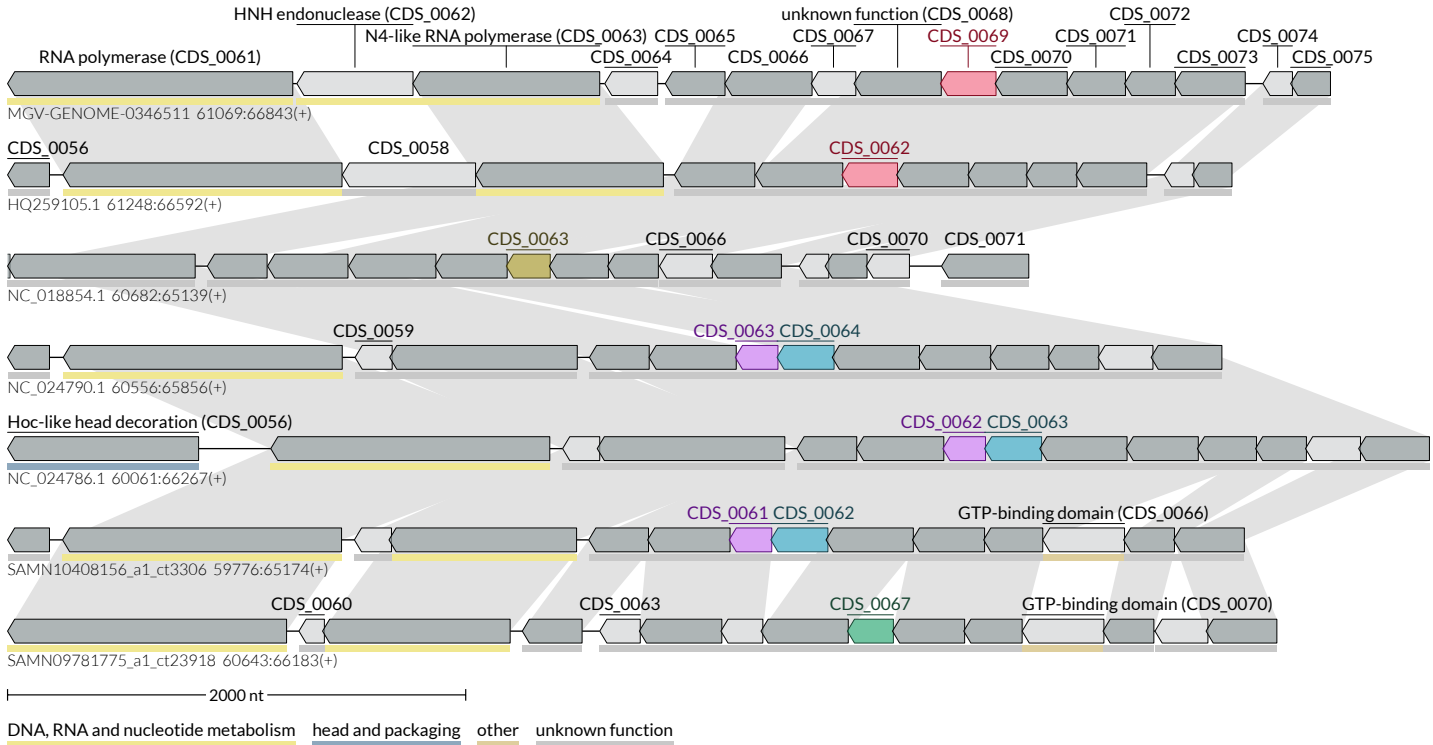 HNH endonuclease (CDS_0062) unknown function (CDS_0068) CDS_0072
N4-like RNA polymerase (CDS_0063) CDS_0065 CDS_0067 CDS_0069 CDS_0071 CDS_0074
RNA polymerase (CDS_0061) CDS_0064 CDS_0066 CDS_0070 CDS_0073 CDS_0075
MGV-GENOME-0346511 61069:66843(+)
CDS_0056 CDS_0058 CDS_0062
HQ259105.1 61248:66592(+)
CDS_0063 CDS_0066 CDS_0070 CDS_0071
NC_018854.1 60682:65139(+)
CDS_0059 CDS_0063 CDS_0064
NC_024790.1 60556:65856(+)
Hoc-like head decoration (CDS_0056) CDS_0062 CDS_0063
NC_024786.1 60061:66267(+)
CDS_0061 CDS_0062 GTP-binding domain (CDS_0066)
SAMN10408156_a1_ct3306 59776:65174(+)
CDS_0060 CDS_0063 CDS_0067 GTP-binding domain (CDS_0070)
SAMN09781775_a1_ct23918 60643:66183(+)
2000 nt
DNA, RNA and nucleotide metabolism head and packaging other unknown function